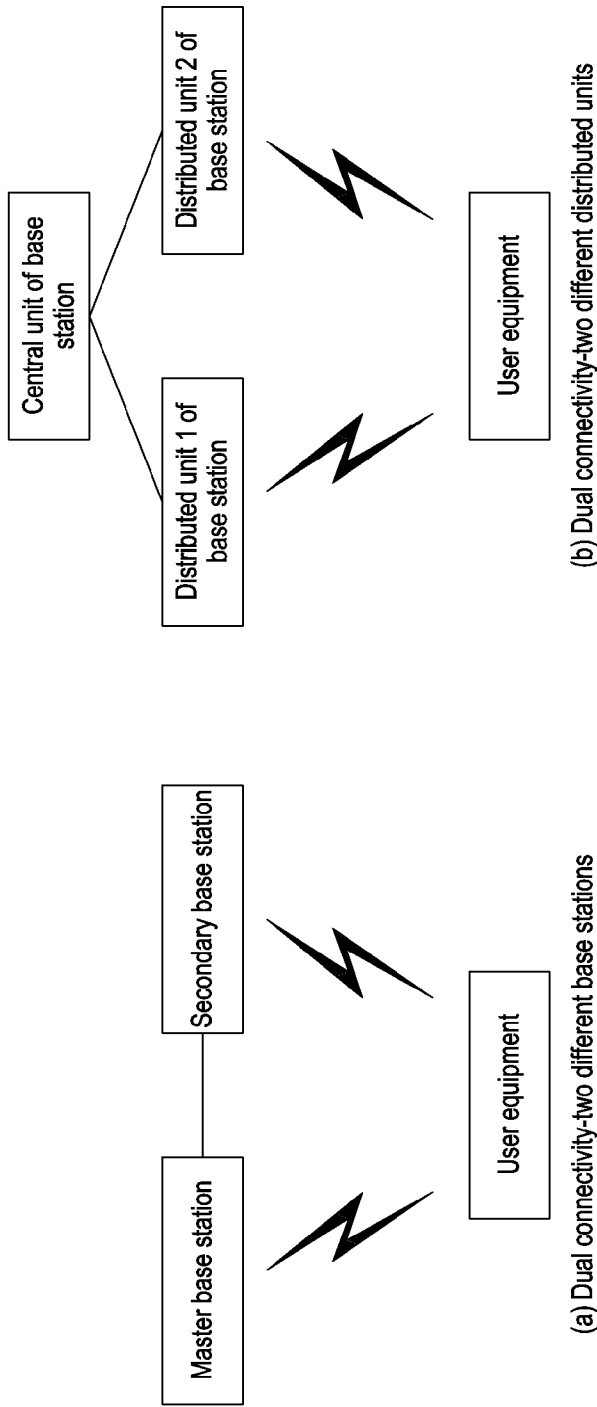 Master base station
Secondary base station
User equipment
(a) Dual connectivity-two different base stations
Central unit of base
station
Distributed unit 1 of
base station
Distributed unit 2 of
base station
User equipment
(b) Dual connectivity-two different distributed units